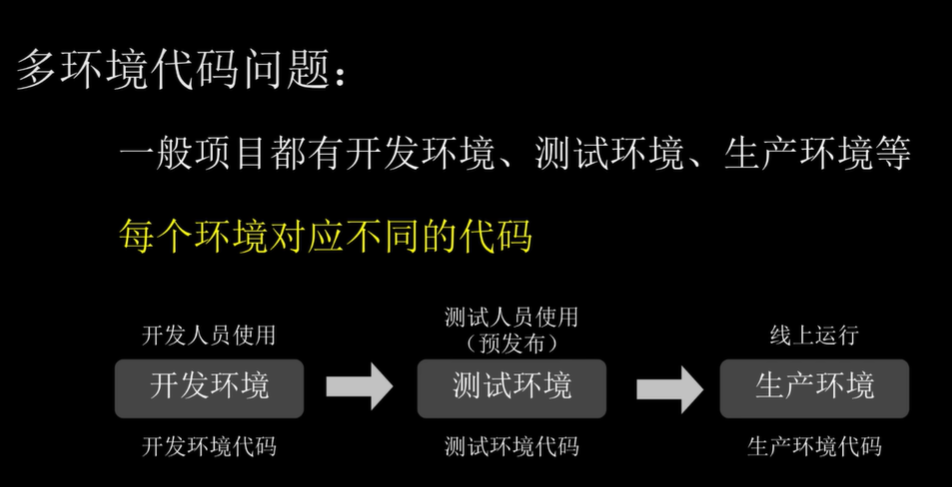 多环境代码问题：
一般项目都有开发环境、测试环境、生产环境等
每个环境对应不同的代码
开发人员使用
测试人员使用
（预发布）
线上运行
开发环境
测试环境
生产环境
开发环境代码
测试环境代码
生产环境代码